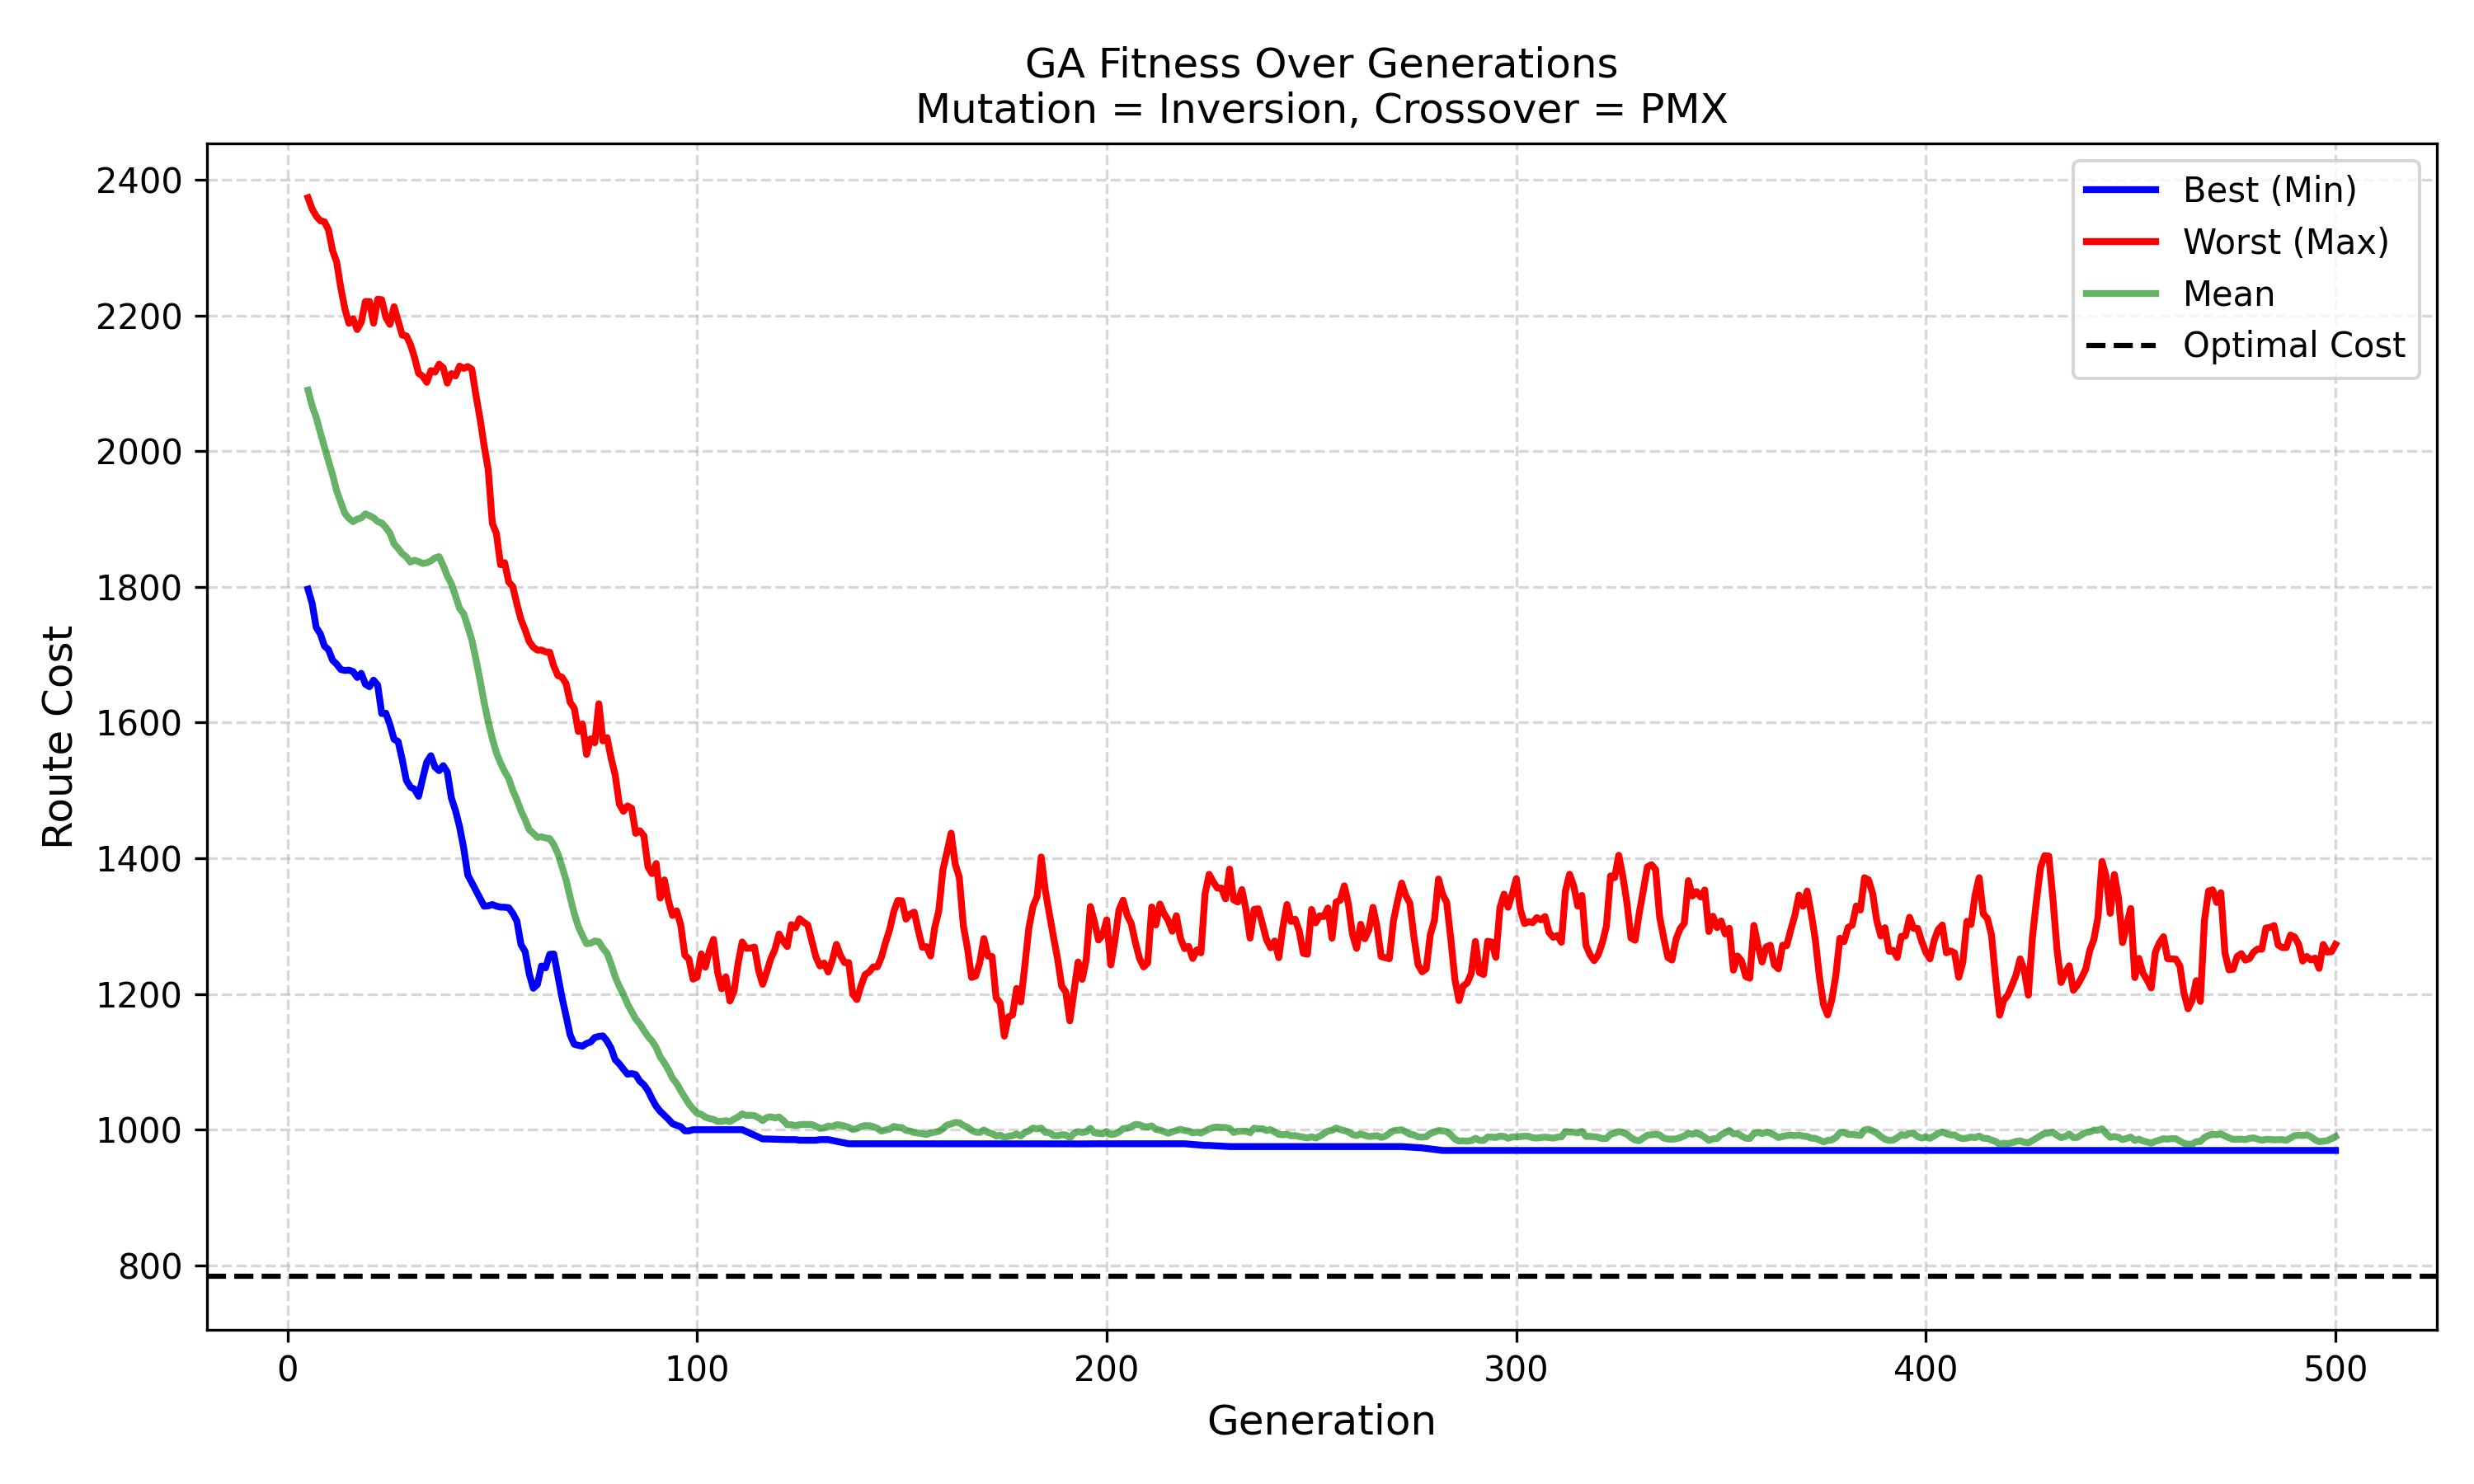 GA Fitness Over Generations
Mutation = Inversion, Crossover = PMX
Best (Min)
Worst (Max)
Mean
Optimal Cost
Route Cost
2400
2200
2000
1800
1600
1400
1200
1000
800
0 100 200 300 400 500
Generation